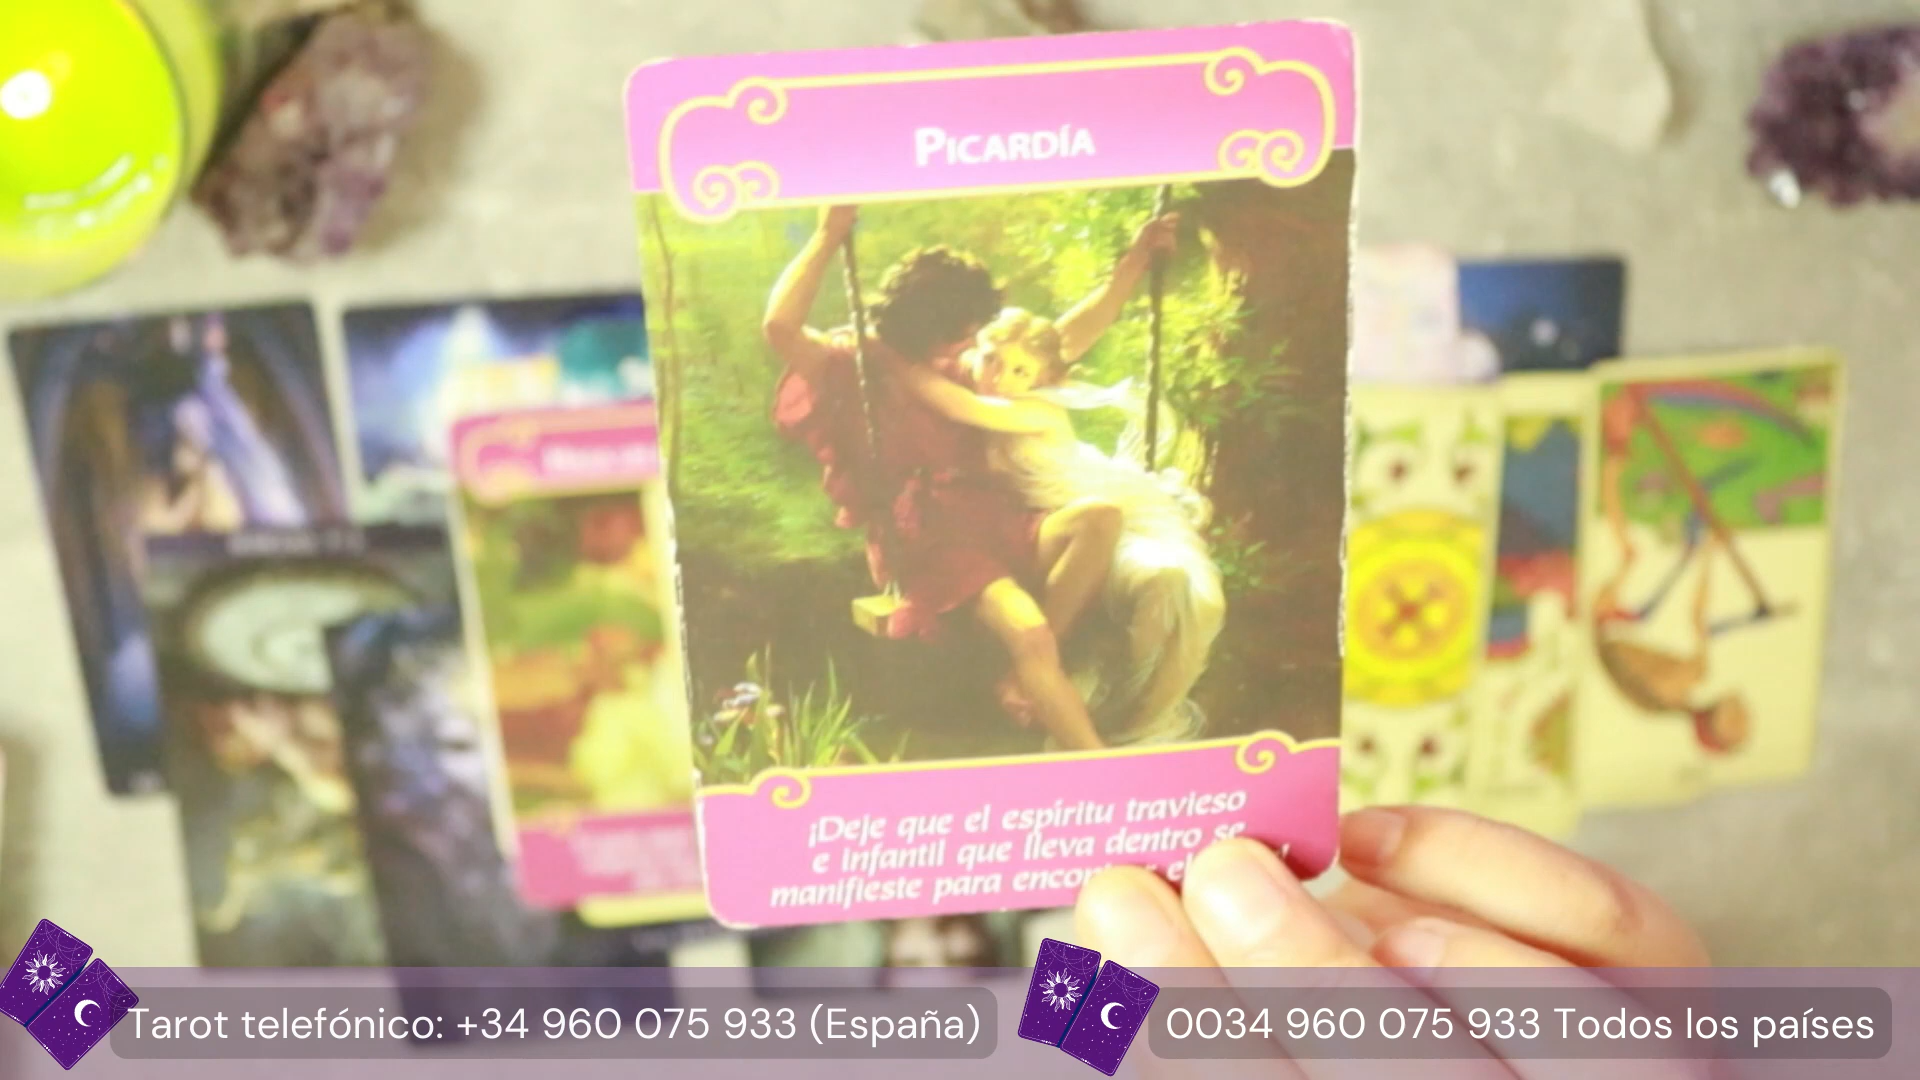 PICARDÍA
¡Deje que el espíritu travieso
e infantil que lleva dentro se
manifieste para
Tarot telefónico: +34 960 075 933 (España)
0034 960 075 933 Todos los países